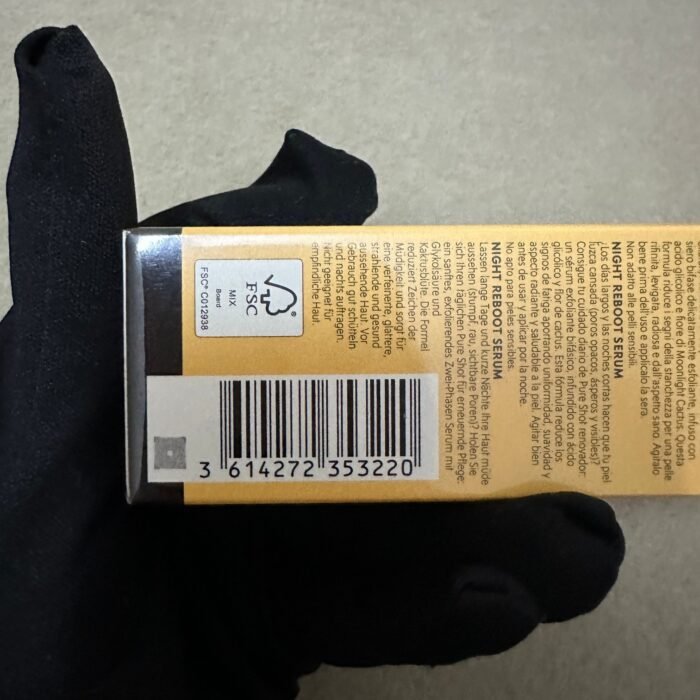 siero bifase delicatamente esfoliante, infuso con
acido glicolico e fiore di Moonlight Cactus. Questa
formula riduce i segni della stanchezza per una pelle
rifinita, levigata, radiosa e dall'aspetto sano. Agitalo
bene prima dell'uso e applicalo la sera.
Non adatto alle pelli sensibili.
NIGHT REBOOT SERUM
¿Los días largos y las noches cortas hacen que tu piel
luzca cansada (poros opacos, ásperos y visibles)?
Consigue tu cuidado diario de Pure Shot renovador:
un sérum exfoliante bifásico, infundido con ácido
glicólico y flor de cactus. Esta fórmula reduce los
signos de fatiga aportando uniformidad, suavidad y
aspecto radiante y saludable a la piel. Agitar bien
antes de usar y aplicar por la noche.
No apto para pieles sensibles.
NIGHT REBOOT SERUM
Lassen lange Tage und kurze Nächte Ihre Haut müde
aussehen (stumpf, rau, sichtbare Poren)? Holen Sie
sich Ihren täglichen Pure Shot für erneuernde Pflege:
ein sanftes, exfolierendes Zwei-Phasen Serum mit
Glykolsäure und
Kaktusblüte. Die Formel
reduziert Zeichen der
Müdigkeit und sorgt für
eine verfeinerte, glattere,
strahlende und gesund
aussehende Haut. Vor
Gebrauch gut schütteln
und nachts auftragen.
Nicht geeignet für
empfindliche Haut.
FSC
MIX
Board
FSC® C012938
3 614272 353220